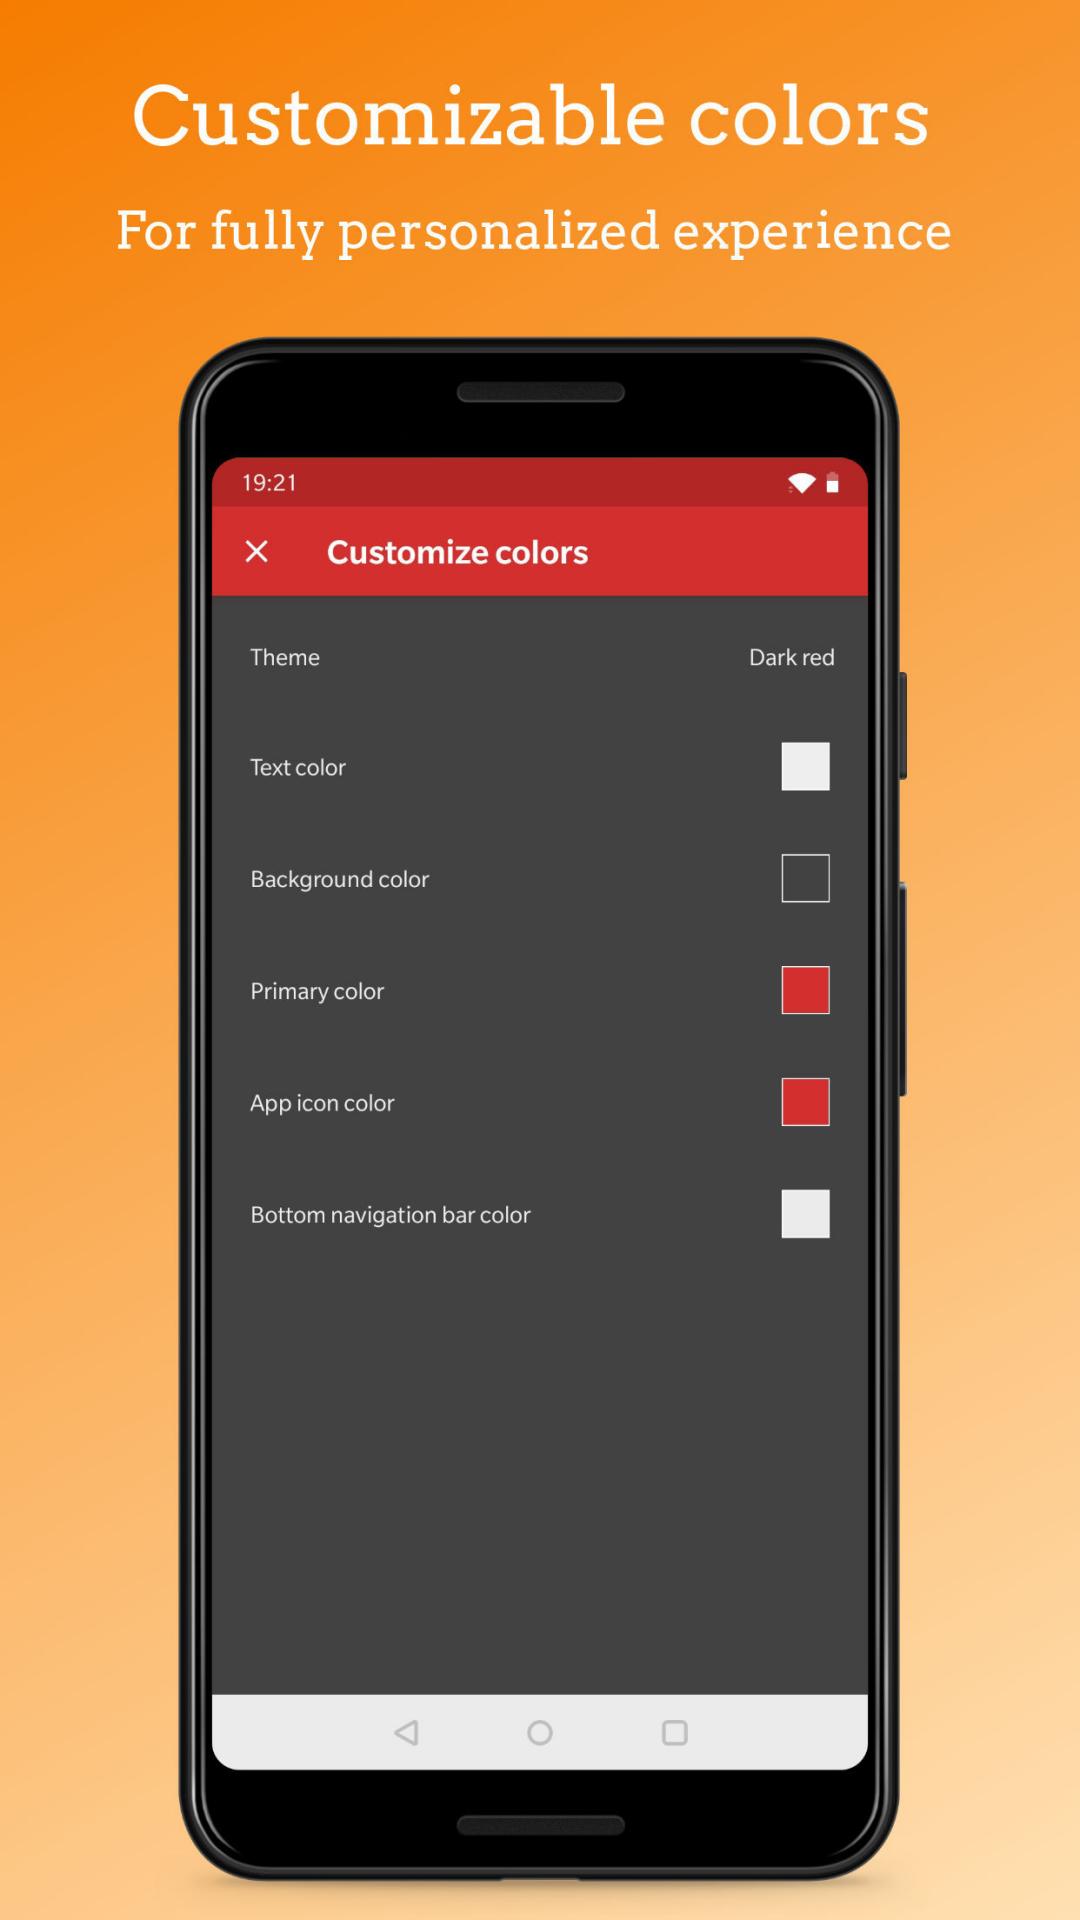 Customizable colors
For fully personalized experience
19:21
Customize colors
Theme Dark red
Text color
Background color
Primary color
App icon color
Bottom navigation bar color